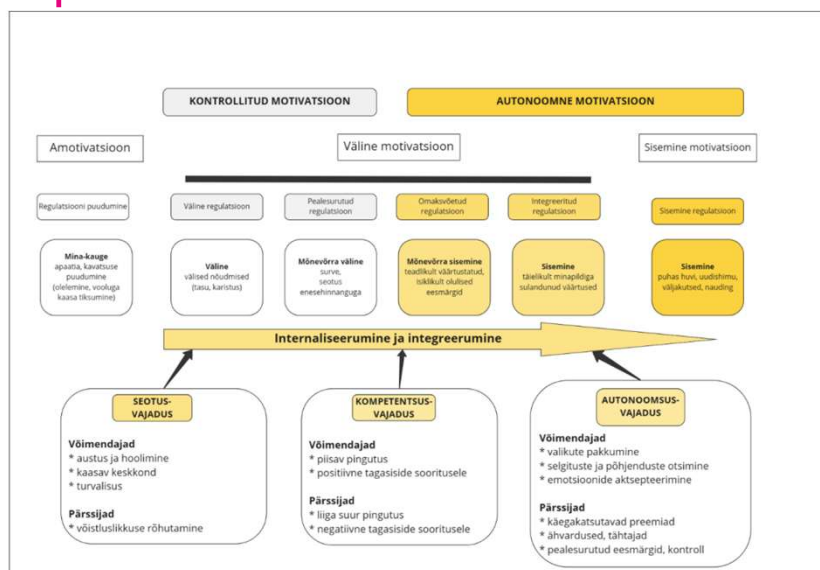 KONTROLLITUD MOTIVATSIOON
AUTONOOMNE MOTIVATSIOON
Amotivatsioon
Väline motivatsioon
Sisemine motivatsioon
Regulatsiooni puudumine
Väline regulatsioon
Pealesurutud
regulatsioon
Omaksvõetud
regulatsioon
Integreeritud
regulatsioon
Sisemine regulatsioon
Mina-kauge
apaatia, kavatsuse
puudumine
(olelemine, vooluga
kaasa tiksumine)
Väline
välised nõudmised
(tasu, karistus)
Mõnevõrra väline
surve,
seotus
enesehinnanguga
Mõnevõrra sisemine
teadlikult väärtustatud,
isiklikult olulised
eesmärgid
Sisemine
täielikult minapildiga
sulandunud väärtused
Sisemine
puhas huvi, uudishimu,
väljakutsed, nauding
Internaliseerumine ja integreerumine
SEOTUS-
VAJADUS
Võimendajad
* austus ja hoolimine
* kaasav keskkond
* turvalisus
Pärssijad
* võistluslikkuse rõhutamine
KOMPETENTSUS-
VAJADUS
Võimendajad
* piisav pingutus
* positiivne tagasiside sooritusele
Pärssijad
* liiga suur pingutus
* negatiivne tagasiside sooritusele
AUTONOOMSUS-
VAJADUS
Võimendajad
* valikute pakkumine
* selgituste ja põhjenduste otsimine
* emotsioonide aktsepteerimine
Pärssijad
* käegakatsutavad preemiad
* ähvardused, tähtajad
* pealesurutud eesmärgid, kontroll